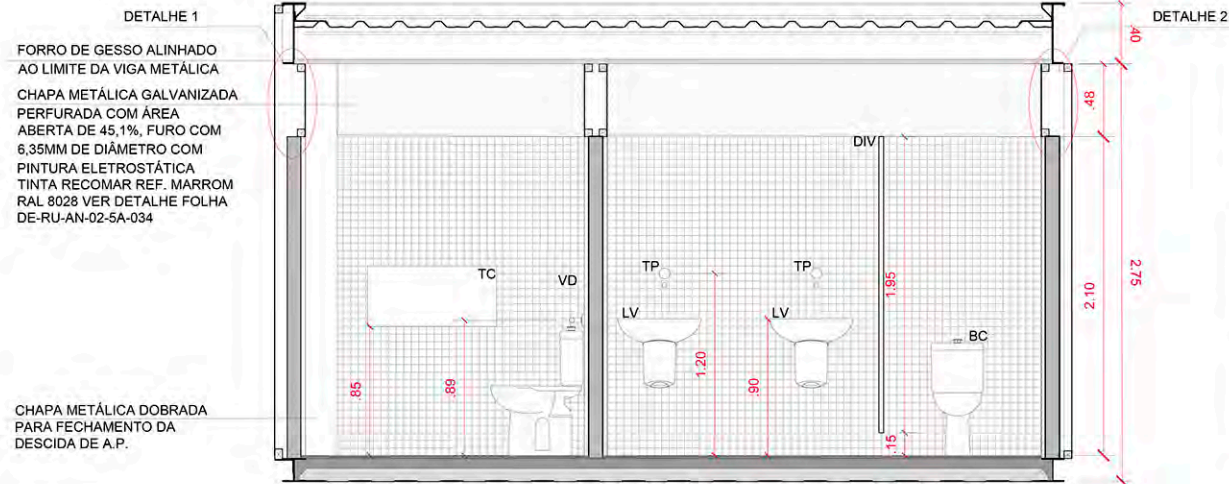 DETALHE 1
FORRO DE GESSO ALINHADO
AO LIMITE DA VIGA METÁLICA
CHAPA METÁLICA GALVANIZADA
PERFURADA COM ÁREA
ABERTA DE 45,1%, FURO COM
6,35MM DE DIÂMETRO COM
PINTURA ELETROSTÁTICA
TINTA RECOMAR REF. MARROM
RAL 8028 VER DETALHE FOLHA
DE-RU-AN-02-5A-034
CHAPA METÁLICA DOBRADA
PARA FECHAMENTO DA
DESCIDA DE A.P.
TC
VD
.85
.89
TP
LV
1.20
TP
LV
.90
DIV
1.95
.15
BC
DETALHE 2
.40
.48
2.10
2.75